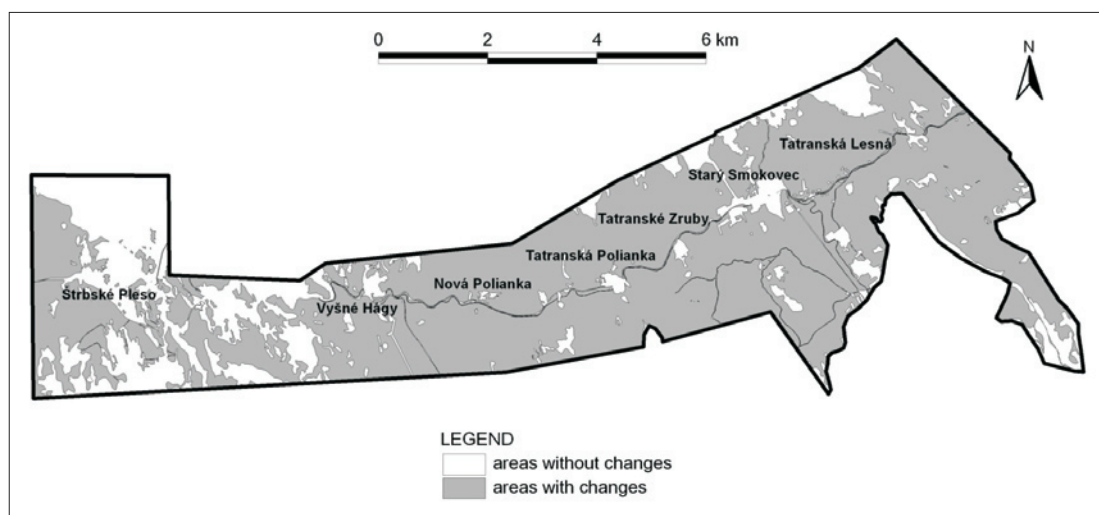 0 2 4 6 km
N
Tatranská Lesná
Starý Smokovec
Tatranské Zruby
Tatranská Polianka
Nová Polianka
Štrbské Pleso
Vyšné Hágy
LEGEND
areas without changes
areas with changes